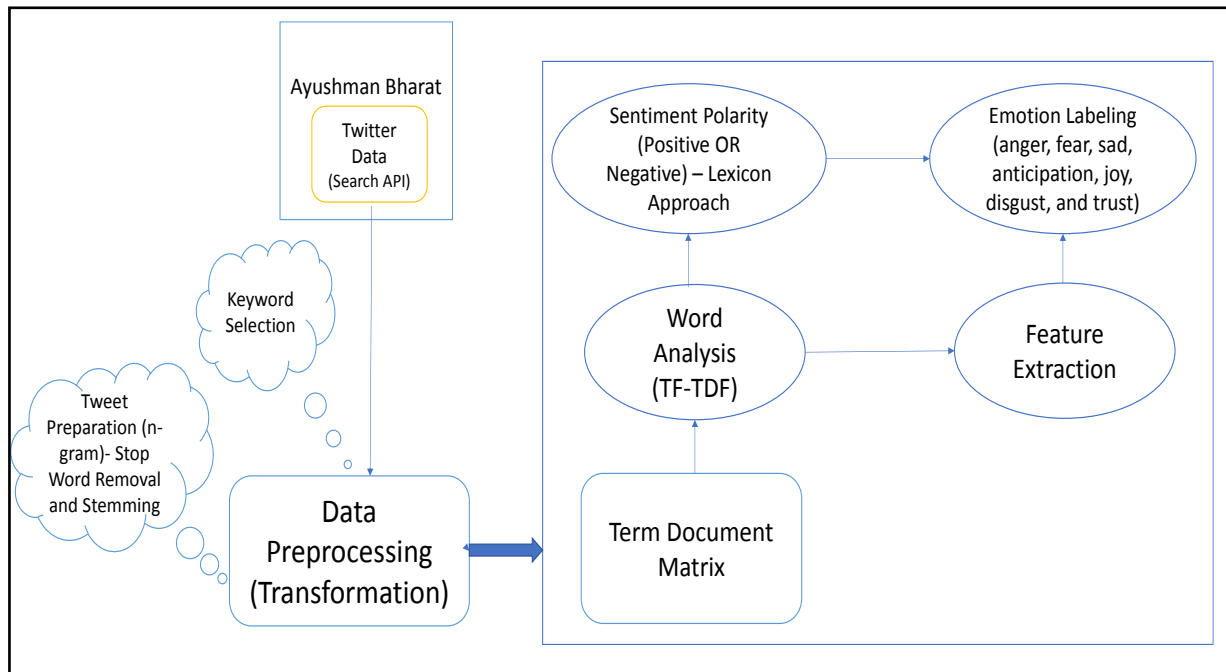 Ayushman Bharat
Twitter
Data
(Search API)
Keyword
Selection
Tweet
Preparation (n-
gram)- Stop
Word Removal
and Stemming
Data
Preprocessing
(Transformation)
Sentiment Polarity
(Positive OR
Negative) – Lexicon
Approach
Emotion Labeling
(anger, fear, sad,
anticipation, joy,
disgust, and trust)
Word
Analysis
(TF-TDF)
Feature
Extraction
Term Document
Matrix